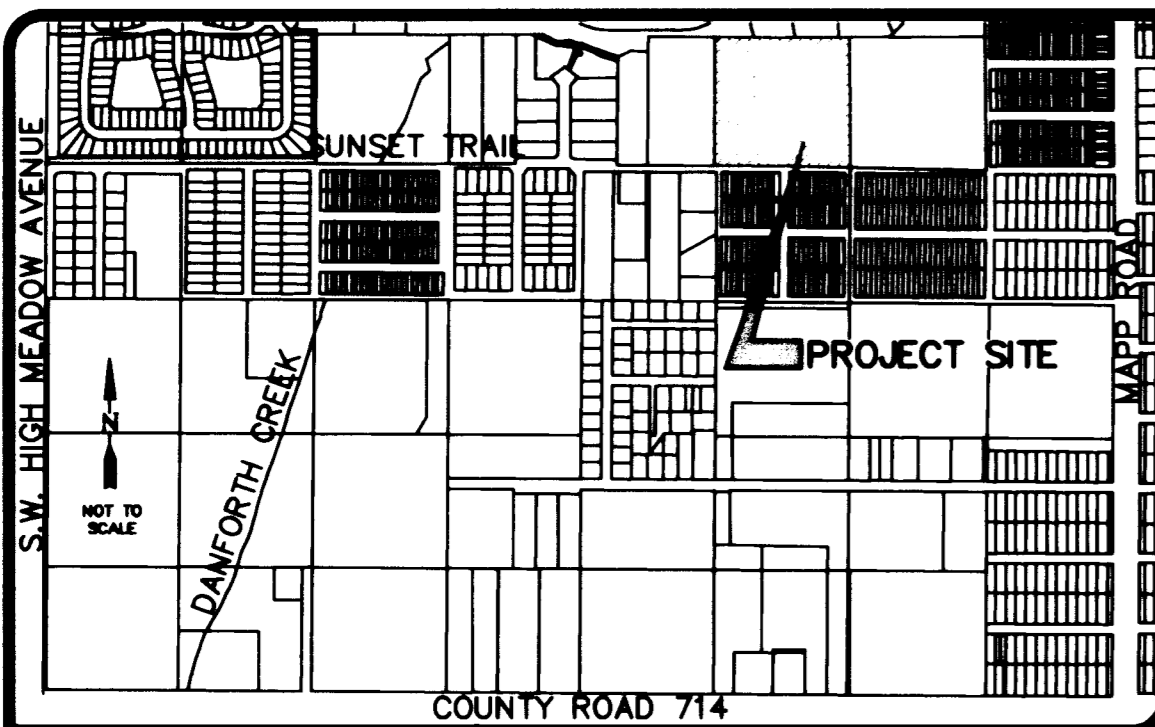 SUNSET TRAIL
S.W. HIGH MEADOW AVENUE
MAPP ROAD
PROJECT SITE
DANFORTH CREEK
N
NOT TO
SCALE
COUNTY ROAD 714